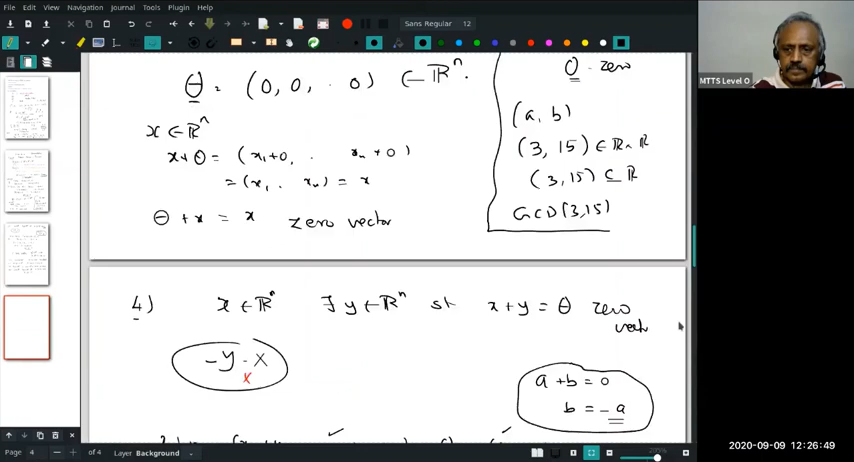 File Edit View Navigation Journal Tools Plugin Help
Sans Regular 12
MTTS Level O
θ = (0, 0, .. 0) ∈ ℝⁿ.
x ∈ ℝⁿ
x + θ = (x₁+0, . xₙ+0)
= (x₁. xₙ) = x
θ + x = x zero vector
0 - zero
(a, b)
(3, 15) ∈ ℝ×ℝ
(3, 15) ⊆ ℝ
GCD(3,15)
4) x ∈ ℝⁿ ∃ y ∈ ℝⁿ st x + y = θ zero
- y - x
x
a + b = 0
b = - a
2020-09-09 12:26:49
Page 4 of 4 Layer Background